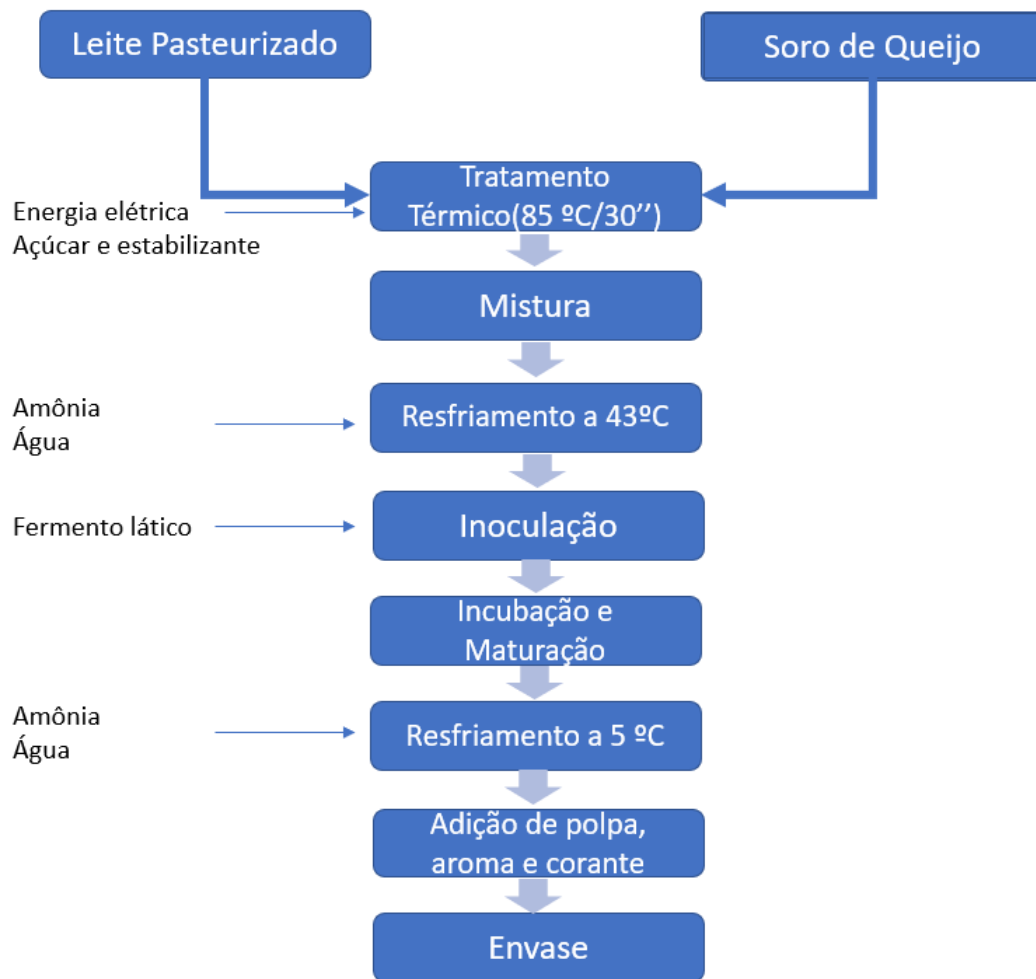 Leite Pasteurizado
Soro de Queijo
Tratamento
Térmico(85 ºC/30’’)
Energia elétrica
Açúcar e estabilizante
Mistura
Amônia
Água
Resfriamento a 43ºC
Fermento lático
Inoculação
Incubação e
Maturação
Amônia
Água
Resfriamento a 5 ºC
Adição de polpa,
aroma e corante
Envase